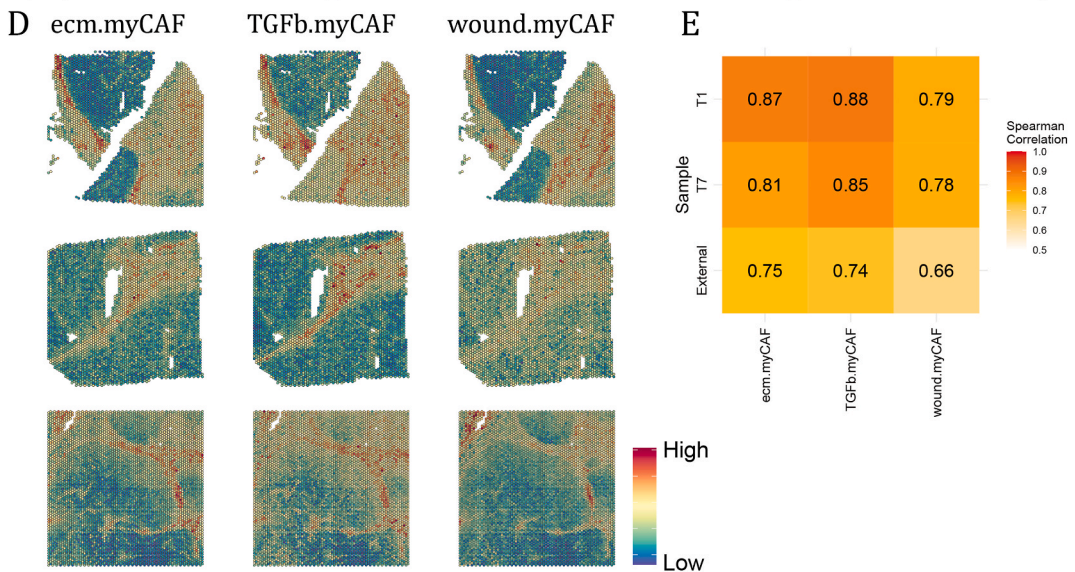 D ecm.myCAF TGFb.myCAF wound.myCAF E
High
Low
Sample
T1
T7
External
0.87 0.88 0.79
0.81 0.85 0.78
0.75 0.74 0.66
ecm.myCAF
TGFb.myCAF
wound.myCAF
Spearman
Correlation
1.0
0.9
0.8
0.7
0.6
0.5